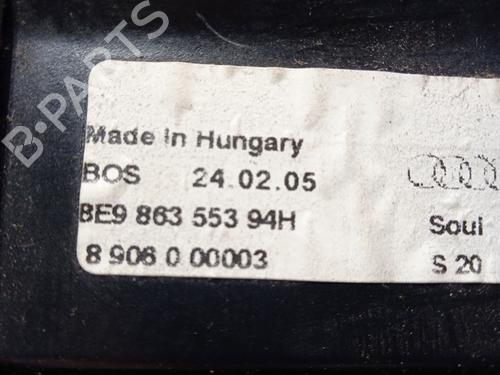 B-PARTS
Made In Hungary
BOS 24.02.05
8E9 863 553 94H Soul
8 906 0 00003 S 20